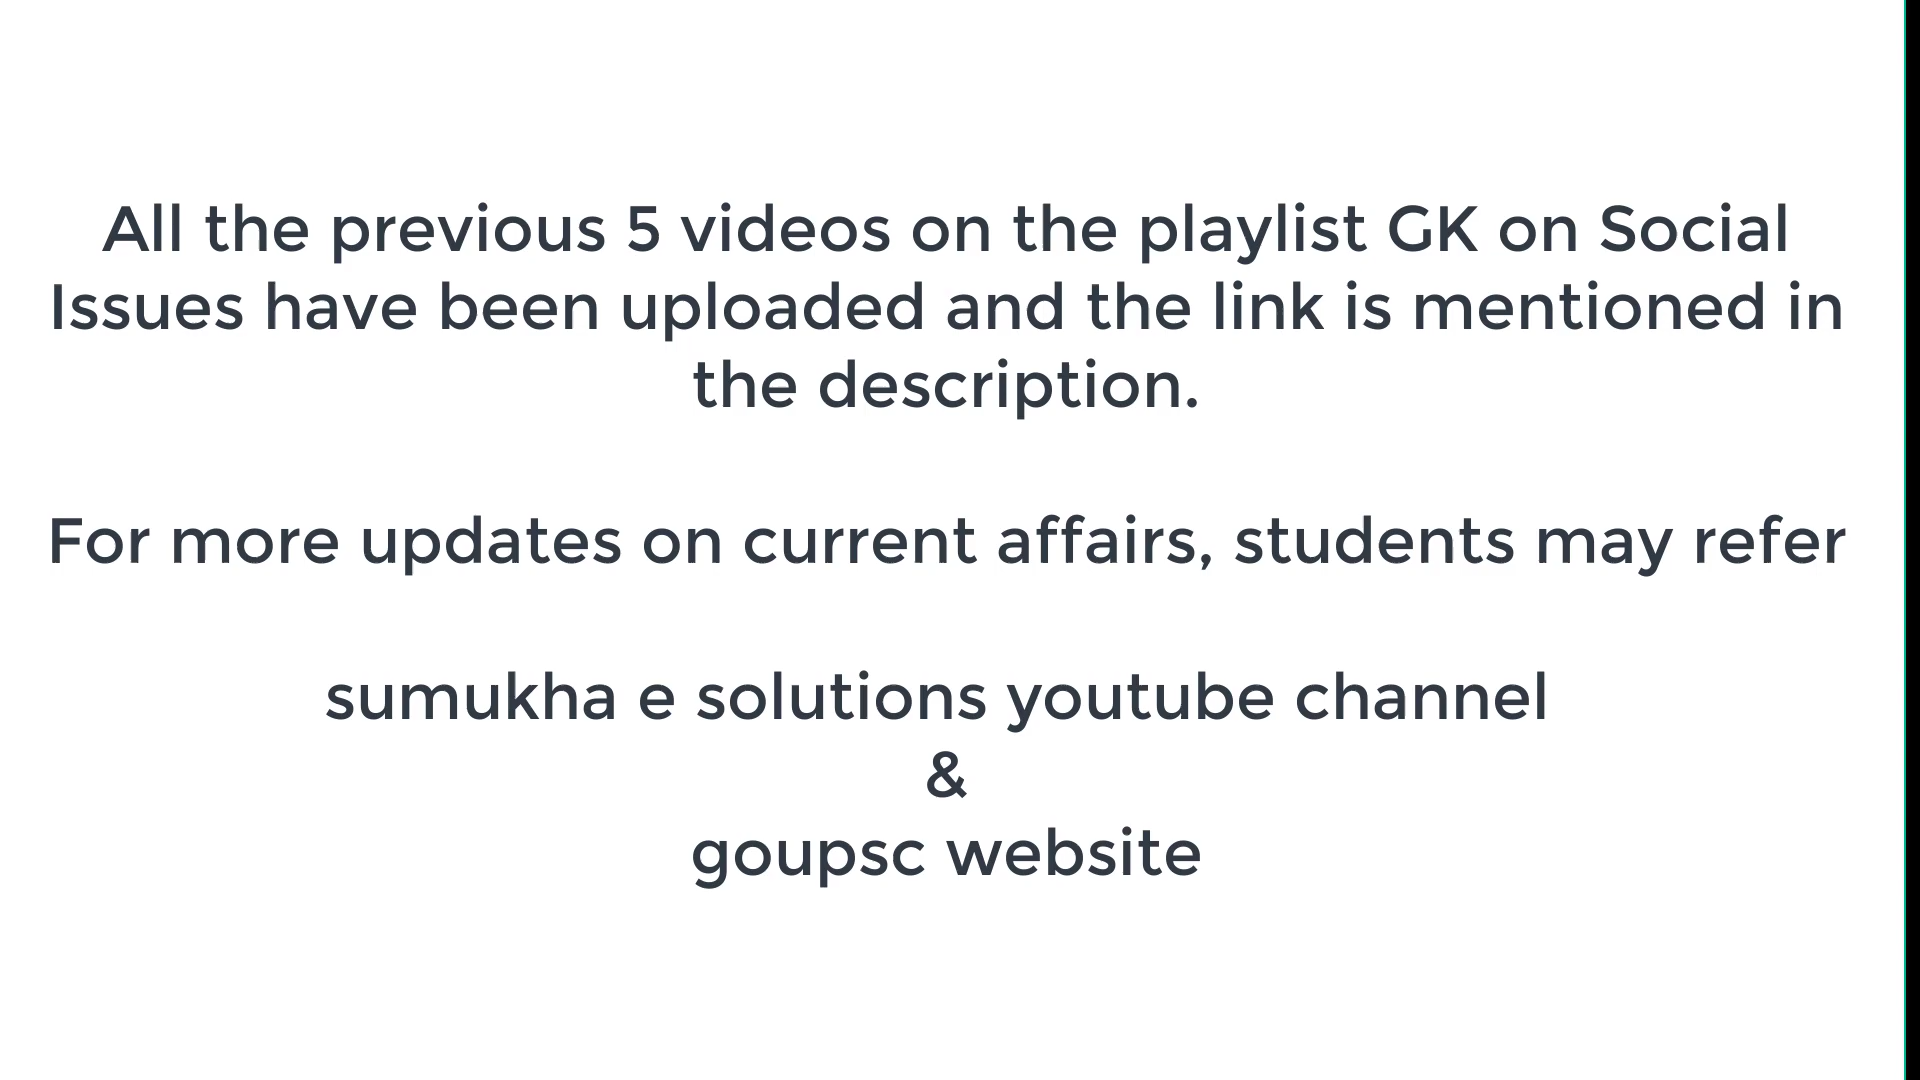 All the previous 5 videos on the playlist GK on Social
Issues have been uploaded and the link is mentioned in
the description.
For more updates on current affairs, students may refer
sumukha e solutions youtube channel
&
goupsc website